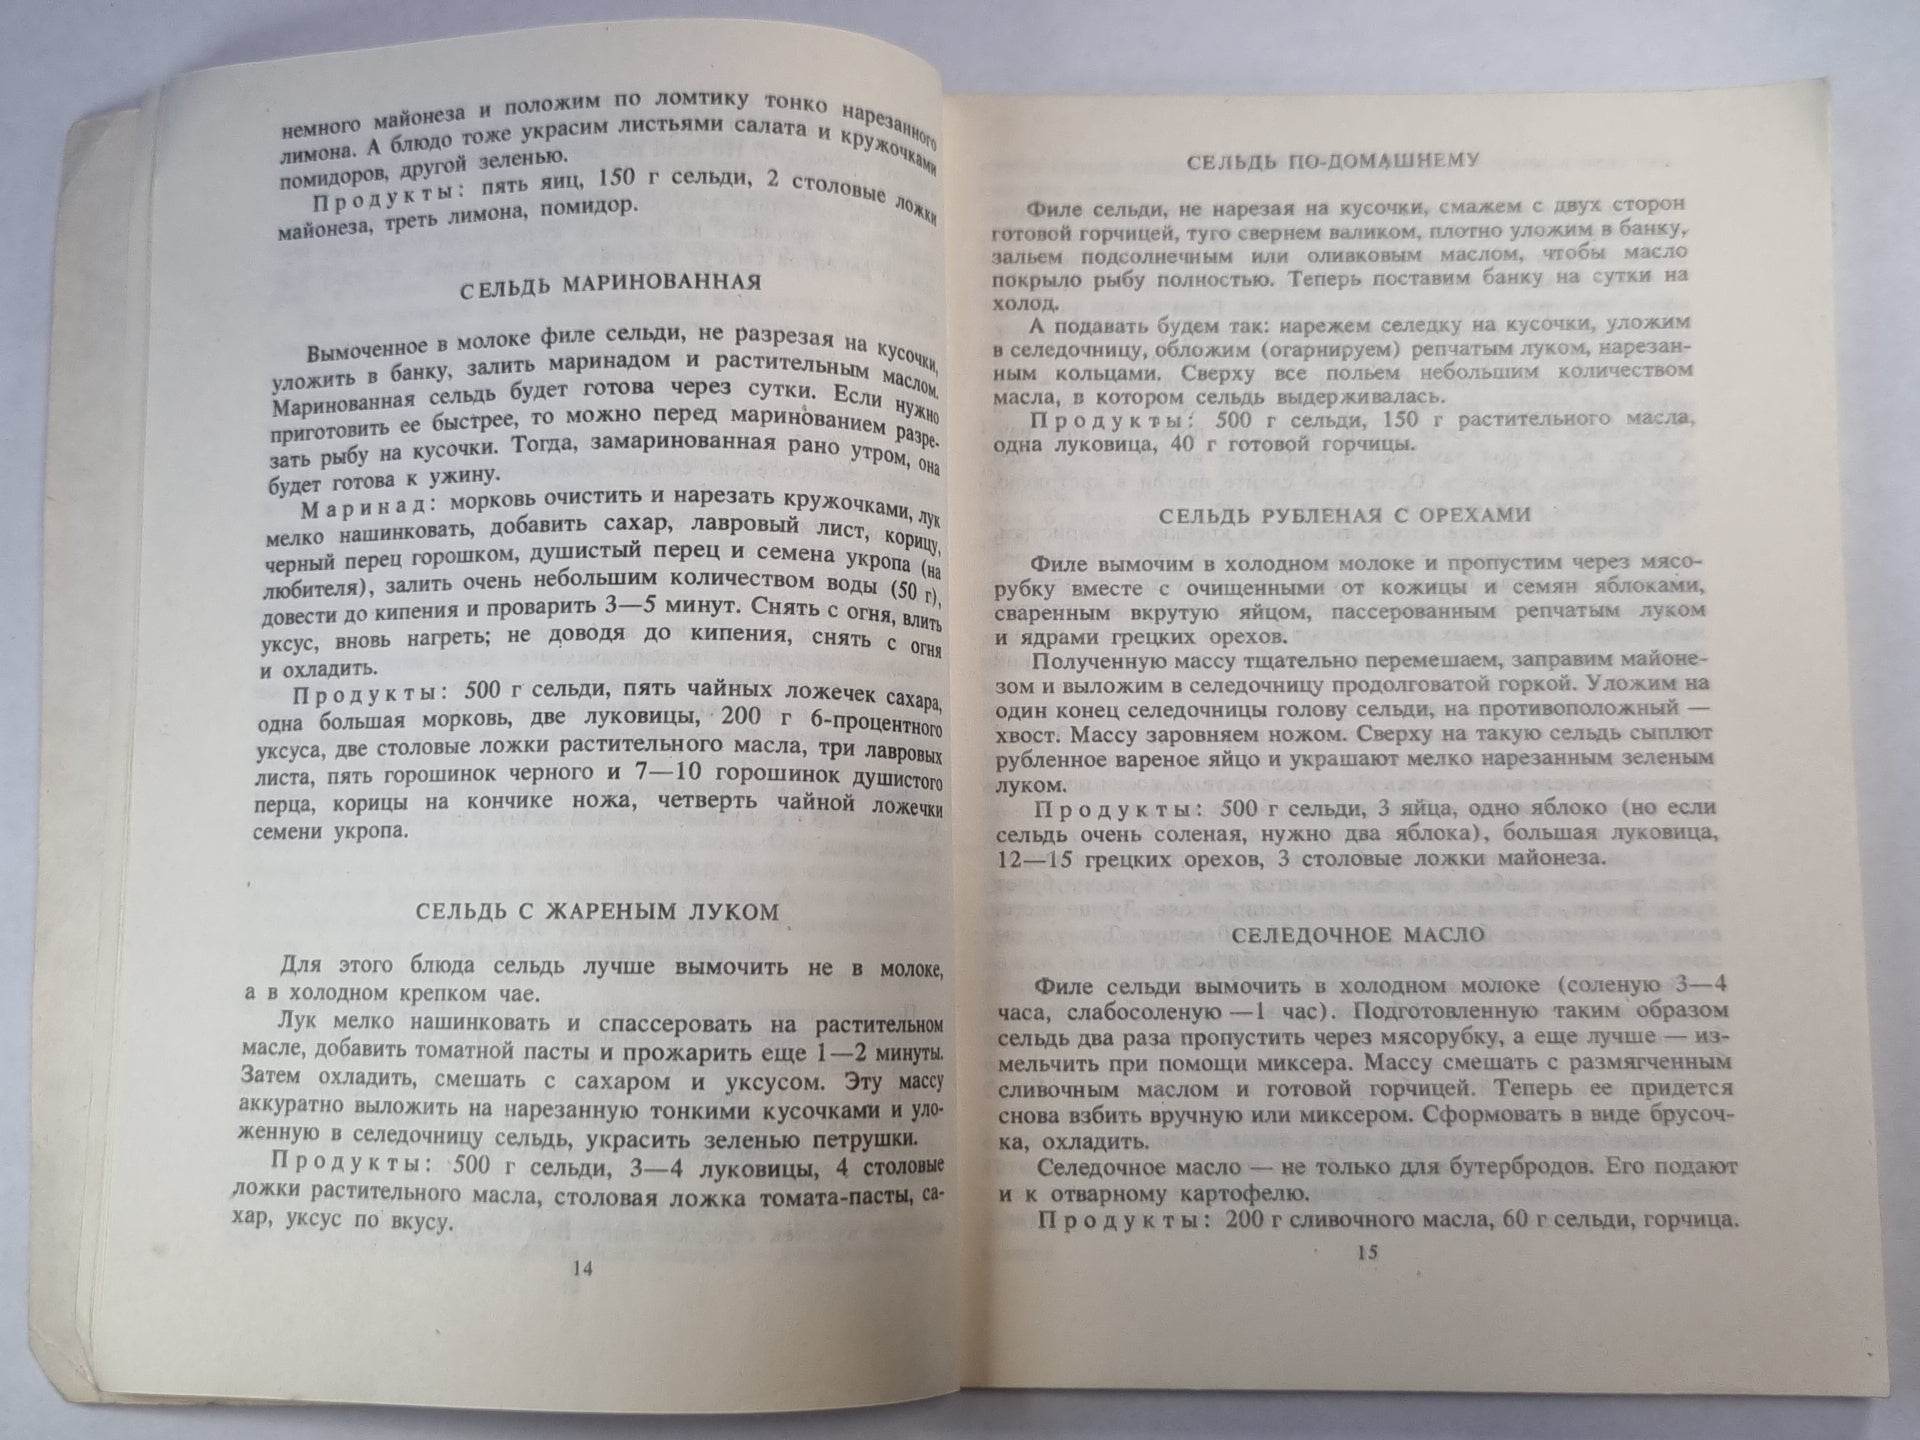 немного майонеза и положим по ломтику тонко нарезанного
лимона. А блюдо тоже украсим листьями салата и кружочками
помидоров, другой зеленью.
Продукты: пять яиц, 150 г сельди, 2 столовые ложки
майонеза, треть лимона, помидор.
СЕЛЬДЬ МАРИНОВАННАЯ
Вымоченное в молоке филе сельди, не разрезая на кусочки,
уложить в банку, залить маринадом и растительным маслом.
Маринованная сельдь будет готова через сутки. Если нужно
приготовить ее быстрее, то можно перед маринованием разре-
зать рыбу на кусочки. Тогда, замаринованная рано утром, она
будет готова к ужину.
Маринад: морковь очистить и нарезать кружочками, лук
мелко нашинковать, добавить сахар, лавровый лист, корицу,
черный перец горошком, душистый перец и семена укропа (на
любителя), залить очень небольшим количеством воды (50 г),
довести до кипения и проварить 3—5 минут. Снять с огня, влить
уксус, вновь нагреть; не доводя до кипения, снять с огня
и охладить.
Продукты: 500 г сельди, пять чайных ложечек сахара,
одна большая морковь, две луковицы, 200 г 6-процентного
уксуса, две столовые ложки растительного масла, три лавровых
листа, пять горошинок черного и 7—10 горошинок душистого
перца, корицы на кончике ножа, четверть чайной ложечки
семени укропа.
СЕЛЬДЬ С ЖАРЕНЫМ ЛУКОМ
Для этого блюда сельдь лучше вымочить не в молоке,
а в холодном крепком чае.
Лук мелко нашинковать и спассеровать на растительном
масле, добавить томатной пасты и прожарить еще 1—2 минуты.
Затем охладить, смешать с сахаром и уксусом. Эту массу
аккуратно выложить на нарезанную тонкими кусочками и уло-
женную в селедочницу сельдь, украсить зеленью петрушки.
Продукты: 500 г сельди, 3—4 луковицы, 4 столовые
ложки растительного масла, столовая ложка томата-пасты, са-
хар, уксус по вкусу.
14
СЕЛЬДЬ ПО-ДОМАШНЕМУ
Филе сельди, не нарезая на кусочки, смажем с двух сторон
готовой горчицей, туго свернем валиком, плотно уложим в банку,
зальем подсолнечным или оливковым маслом, чтобы масло
покрыло рыбу полностью. Теперь поставим банку на сутки на
холод.
А подавать будем так: нарежем селедку на кусочки, уложим
в селедочницу, обложим (огарнируем) репчатым луком, нарезан-
ным кольцами. Сверху все польем небольшим количеством
масла, в котором сельдь выдерживалась.
Продукты: 500 г сельди, 150 г растительного масла,
одна луковица, 40 г готовой горчицы.
СЕЛЬДЬ РУБЛЕНАЯ С ОРЕХАМИ
Филе вымочим в холодном молоке и пропустим через мясо-
рубку вместе с очищенными от кожицы и семян яблоками,
сваренным вкрутую яйцом, пассерованным репчатым луком
и ядрами грецких орехов.
Полученную массу тщательно перемешаем, заправим майоне-
зом и выложим в селедочницу продолговатой горкой. Уложим на
один конец селедочницы голову сельди, на противоположный —
хвост. Массу заровняем ножом. Сверху на такую сельдь сыплют
рубленное вареное яйцо и украшают мелко нарезанным зеленым
луком.
Продукты: 500 г сельди, 3 яйца, одно яблоко (но если
сельдь очень соленая, нужно два яблока), большая луковица,
12—15 грецких орехов, 3 столовые ложки майонеза.
СЕЛЕДОЧНОЕ МАСЛО
Филе сельди вымочить в холодном молоке (соленую 3—4
часа, слабосоленую —1 час). Подготовленную таким образом
сельдь два раза пропустить через мясорубку, а еще лучше — из-
мельчить при помощи миксера. Массу смешать с размягченным
сливочным маслом и готовой горчицей. Теперь ее придется
снова взбить вручную или миксером. Сформовать в виде брусоч-
ка, охладить.
Селедочное масло — не только для бутербродов. Его подают
и к отварному картофелю.
Продукты: 200 г сливочного масла, 60 г сельди, горчица.
15